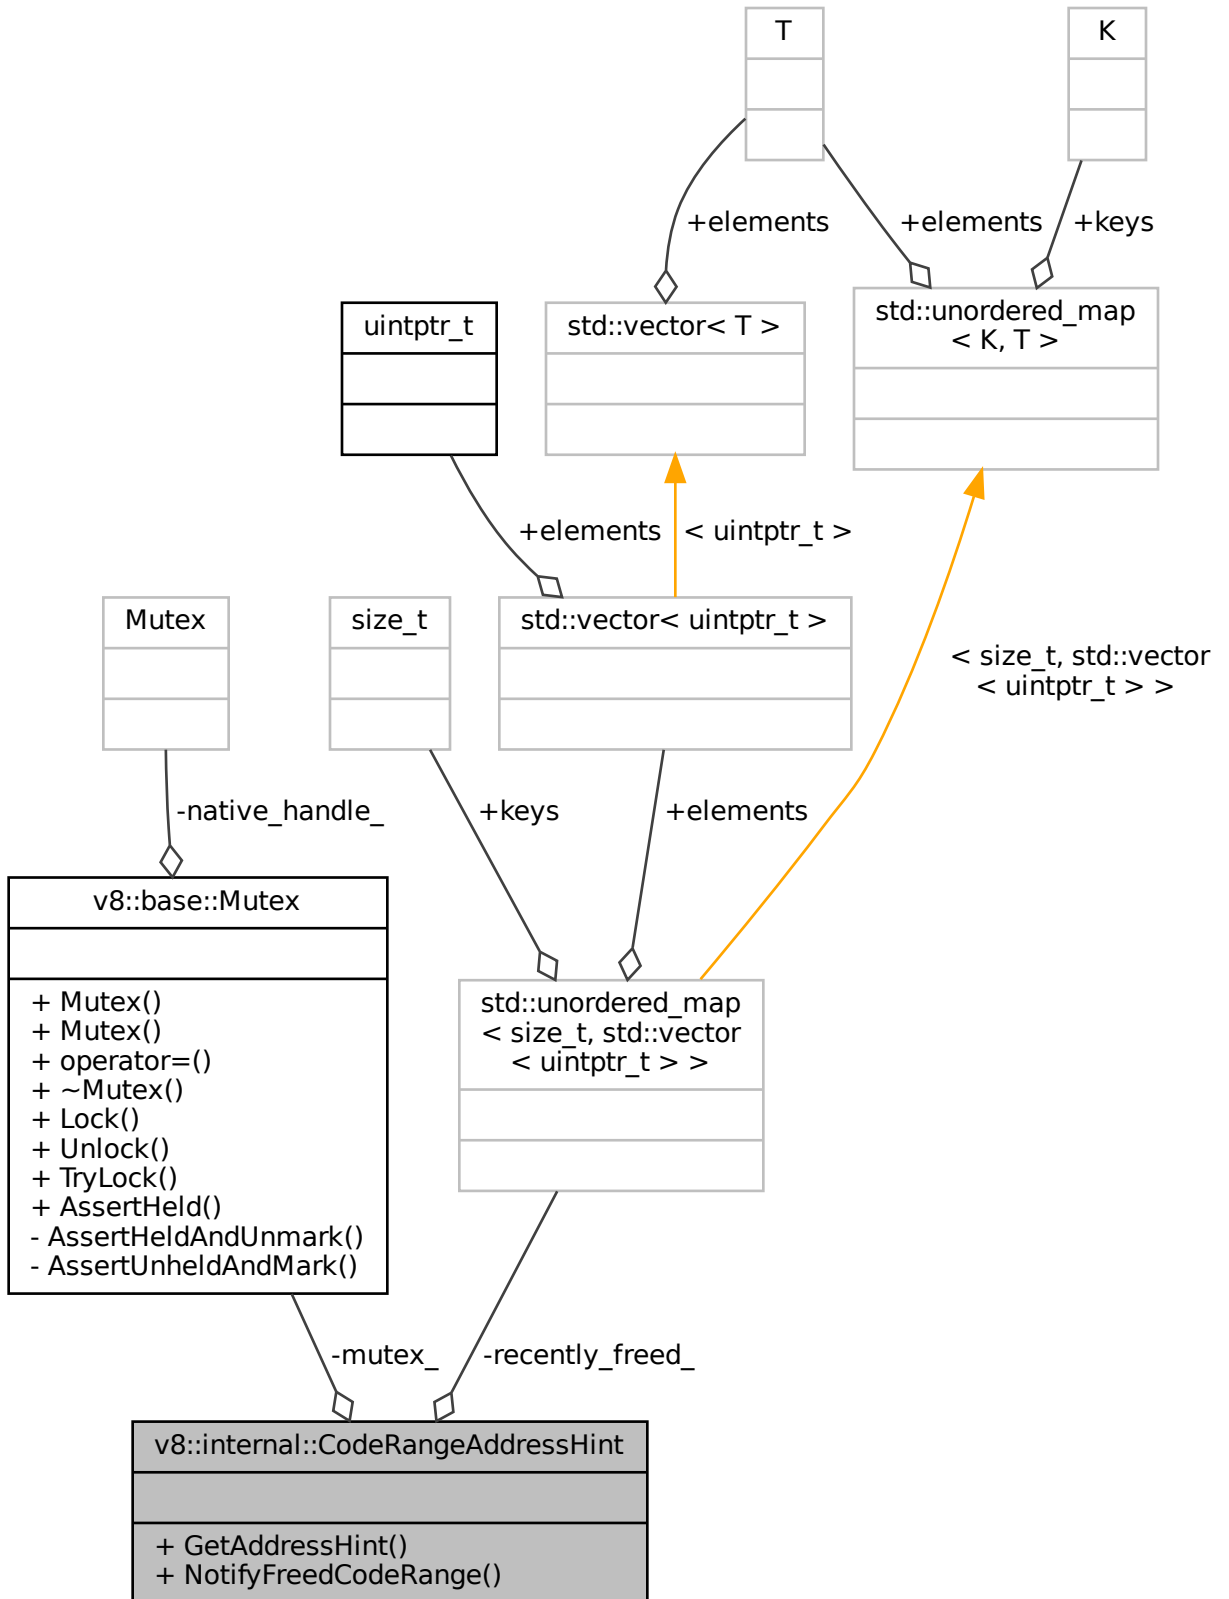 T
K
+elements
+elements
+keys
uintptr_t
std::vector< T >
std::unordered_map
< K, T >
+elements
< uintptr_t >
Mutex
size_t
std::vector< uintptr_t >
< size_t, std::vector
< uintptr_t > >
-native_handle_
+keys
+elements
v8::base::Mutex
+ Mutex()
+ Mutex()
+ operator=()
+ ~Mutex()
+ Lock()
+ Unlock()
+ TryLock()
+ AssertHeld()
- AssertHeldAndUnmark()
- AssertUnheldAndMark()
std::unordered_map
< size_t, std::vector
< uintptr_t > >
-mutex_
-recently_freed_
v8::internal::CodeRangeAddressHint
+ GetAddressHint()
+ NotifyFreedCodeRange()